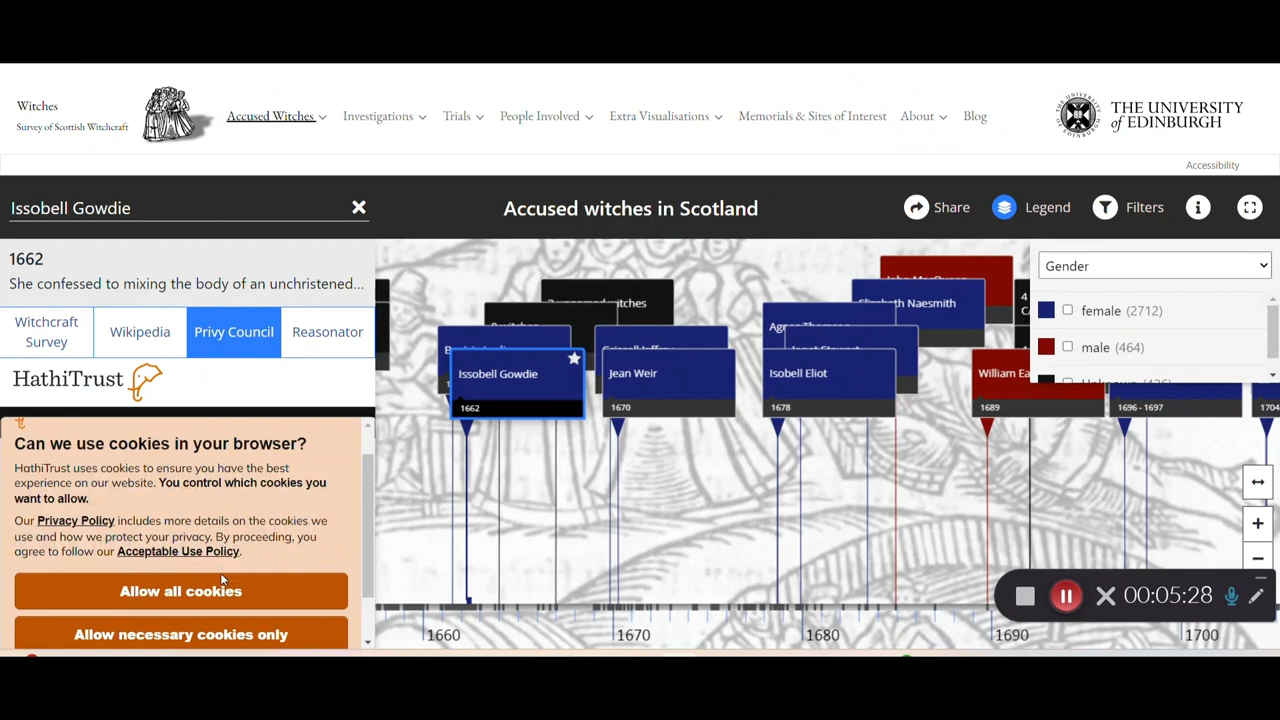 Witches
Survey of Scottish Witchcraft
Accused Witches
Investigations
Trials
People Involved
Extra Visualisations
Memorials & Sites of Interest
About
Blog
THE UNIVERSITY
of EDINBURGH
Accessibility
Issobell Gowdie
Accused witches in Scotland
Share
Legend
Filters
1662
She confessed to mixing the body of an unchristened...
Witchcraft
Survey
Wikipedia
Privy Council
Reasonator
HathiTrust
Can we use cookies in your browser?
HathiTrust uses cookies to ensure you have the best
experience on our website. You control which cookies you
want to allow.
Our Privacy Policy includes more details on the cookies we
use and how we protect your privacy. By proceeding, you
agree to follow our Acceptable Use Policy.
Allow all cookies
Allow necessary cookies only
witches
Elizabeth Naesmith
Issobell Gowdie
1662
Jean Weir
1670
Isobell Eliot
1678
William
1689
1696 - 1697
1704
Gender
female (2712)
male (464)
1660
1670
1680
1690
1700
00:05:28